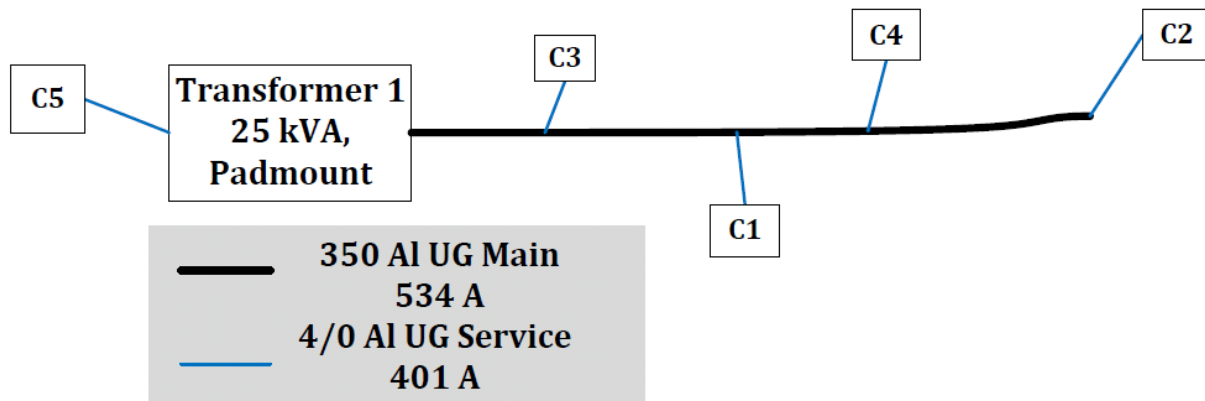 C5
Transformer 1
25 kVA,
Padmount
C3
C1
C4
C2
350 Al UG Main
534 A
4/0 Al UG Service
401 A